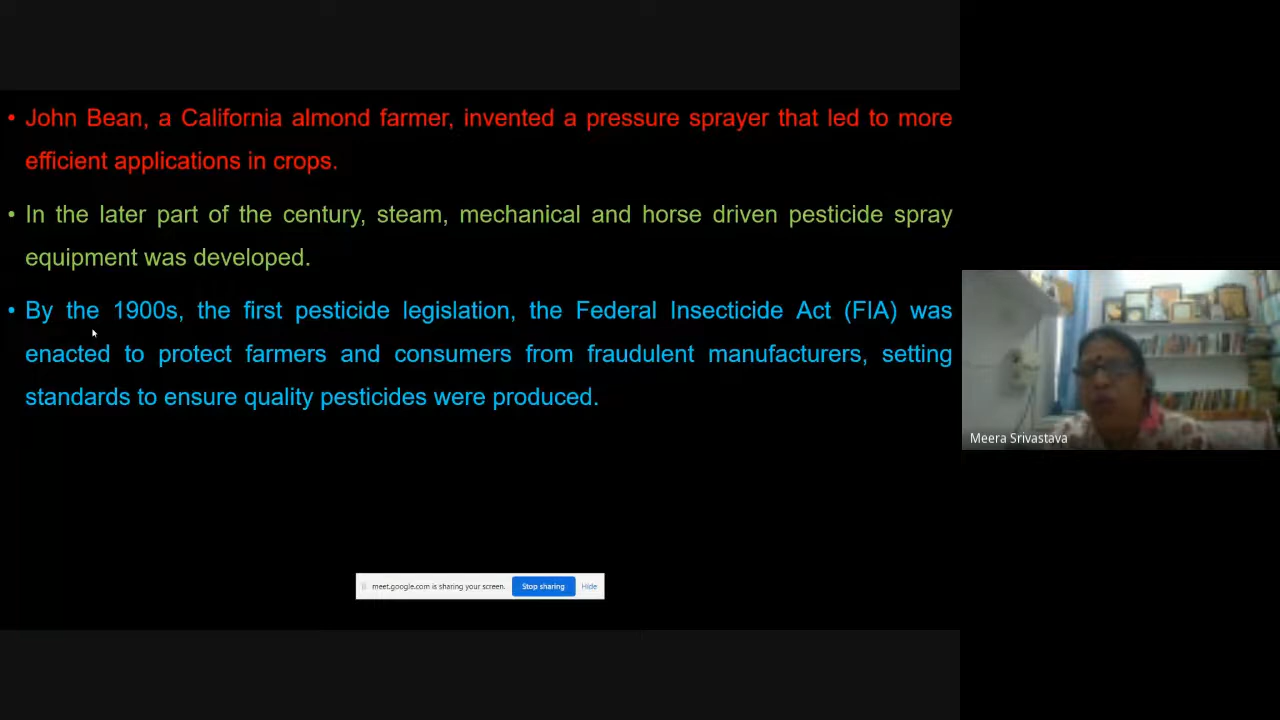 • John Bean, a California almond farmer, invented a pressure sprayer that led to more
efficient applications in crops.
• In the later part of the century, steam, mechanical and horse driven pesticide spray
equipment was developed.
• By the 1900s, the first pesticide legislation, the Federal Insecticide Act (FIA) was
enacted to protect farmers and consumers from fraudulent manufacturers, setting
standards to ensure quality pesticides were produced.
Meera Srivastava
meet.google.com is sharing your screen. Stop sharing Hide